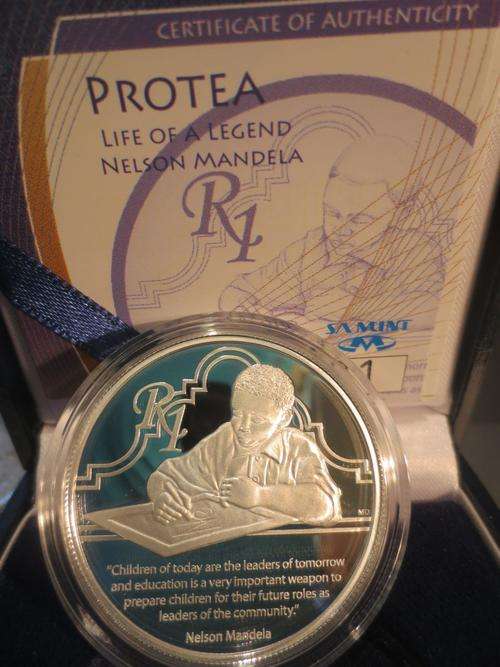 CERTIFICATE OF AUTHENTICITY
PROTEA
LIFE OF A LEGEND
NELSON MANDELA
R1
SA MINT
R1
MD
"Children of today are the leaders of tomorrow
and education is a very important weapon to
prepare children for their future roles as
leaders of the community."
Nelson Mandela